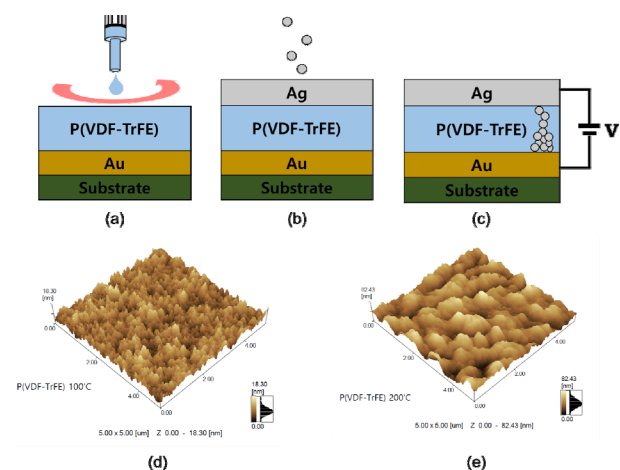 P(VDF-TrFE)
Au
Substrate
(a)
Ag
P(VDF-TrFE)
Au
Substrate
(b)
Ag
P(VDF-TrFE)
Au
Substrate
V
(c)
18.30
[nm]
0.00
0.00
2.00
2.00
4.00
4.00
0.00
P(VDF-TrFE) 100'C
18.30
[nm]
0.00
5.00 x 5.00 [um] Z 0.00 - 18.30 [nm]
(d)
82.43
[nm]
0.00
0.00
2.00
2.00
4.00
4.00
0.00
P(VDF-TrFE) 200'C
82.43
[nm]
0.00
5.00 x 5.00 [um] Z 0.00 - 82.43 [nm]
(e)